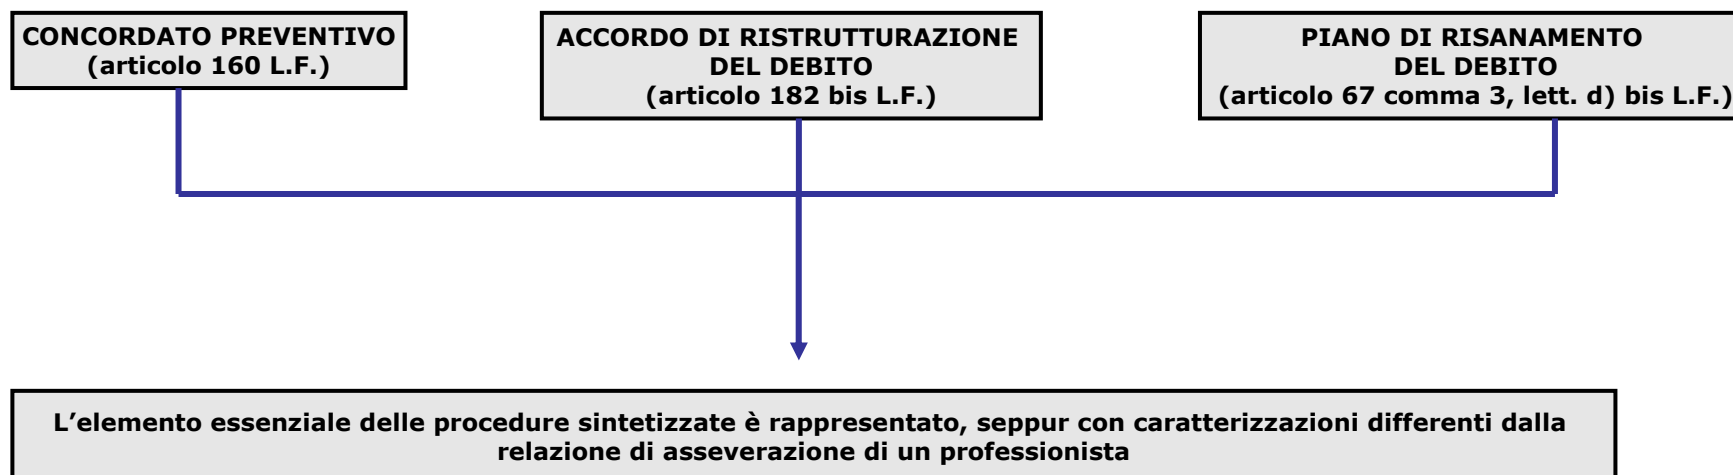 CONCORDATO PREVENTIVO
(articolo 160 L.F.)
ACCORDO DI RISTRUTTURAZIONE
DEL DEBITO
(articolo 182 bis L.F.)
PIANO DI RISANAMENTO
DEL DEBITO
(articolo 67 comma 3, lett. d) bis L.F.)
L’elemento essenziale delle procedure sintetizzate è rappresentato, seppur con caratterizzazioni differenti dalla
relazione di asseverazione di un professionista